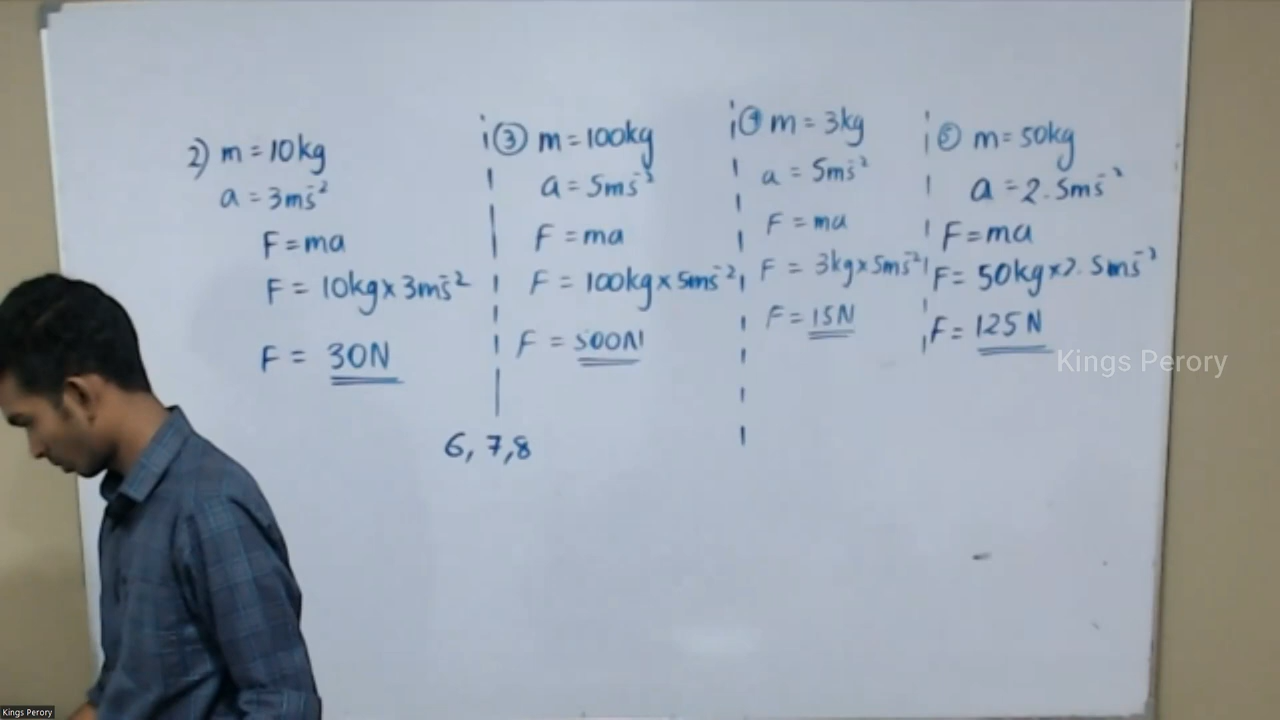 2) m = 10kg
a = 3ms⁻²
F = ma
F = 10kg x 3ms⁻²
F = 30N
③ m = 100kg
a = 5ms⁻²
F = ma
F = 100kg x 5ms⁻²
F = 500N
6, 7, 8
④ m = 3kg
a = 5ms⁻²
F = ma
F = 3kg x 5ms⁻²
F = 15N
⑤ m = 50kg
a = 2.5ms⁻²
F = ma
F = 50kg x 2.5ms⁻²
F = 125N
Kings Perory
Kings Perory